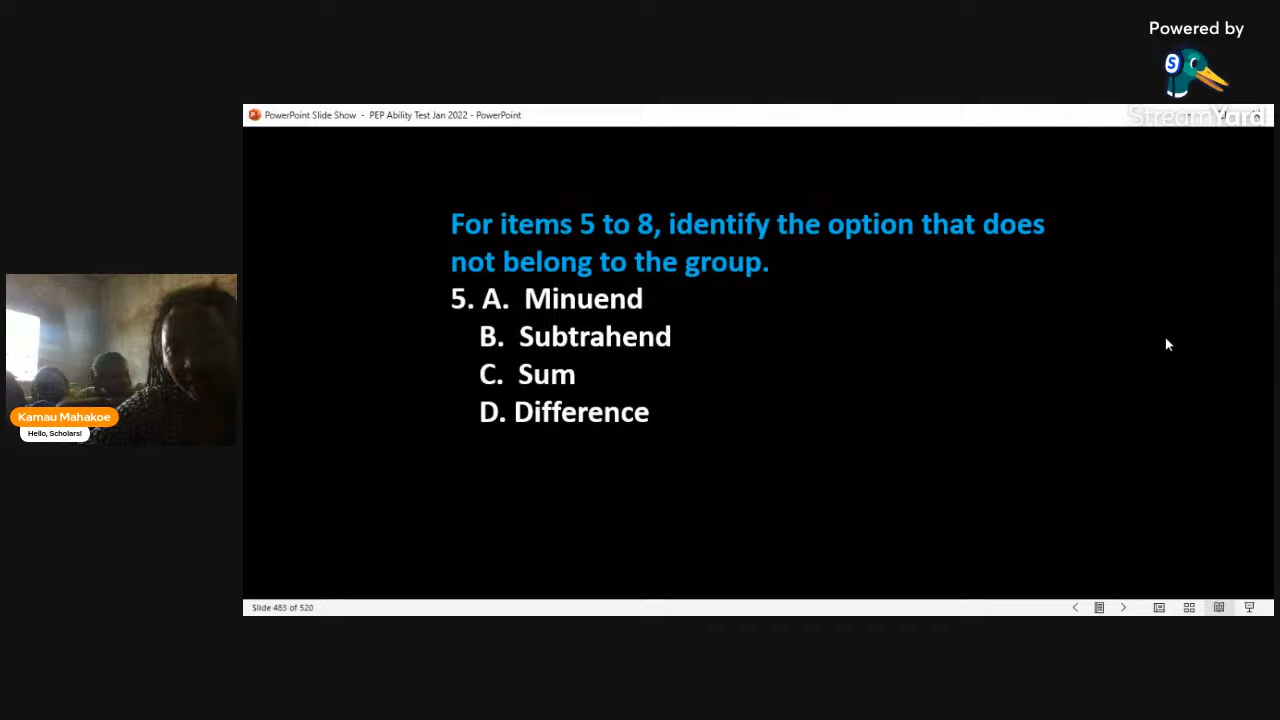 Powered by
StreamYard
PowerPoint Slide Show - PEP Ability Test Jan 2022 - PowerPoint
For items 5 to 8, identify the option that does
not belong to the group.
5. A. Minuend
B. Subtrahend
C. Sum
D. Difference
Kamau Mahakoe
Hello, Scholars!
Slide 483 of 520